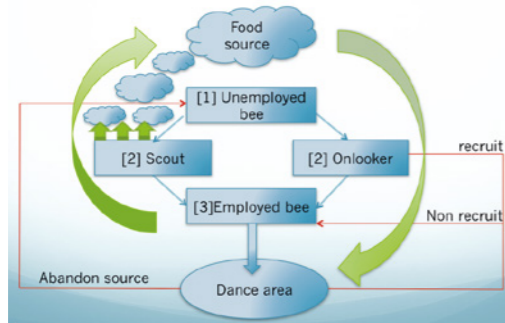 Food
source
[1] Unemployed
bee
[2] Scout
[2] Onlooker
recruit
[3]Employed bee
Non recruit
Abandon source
Dance area